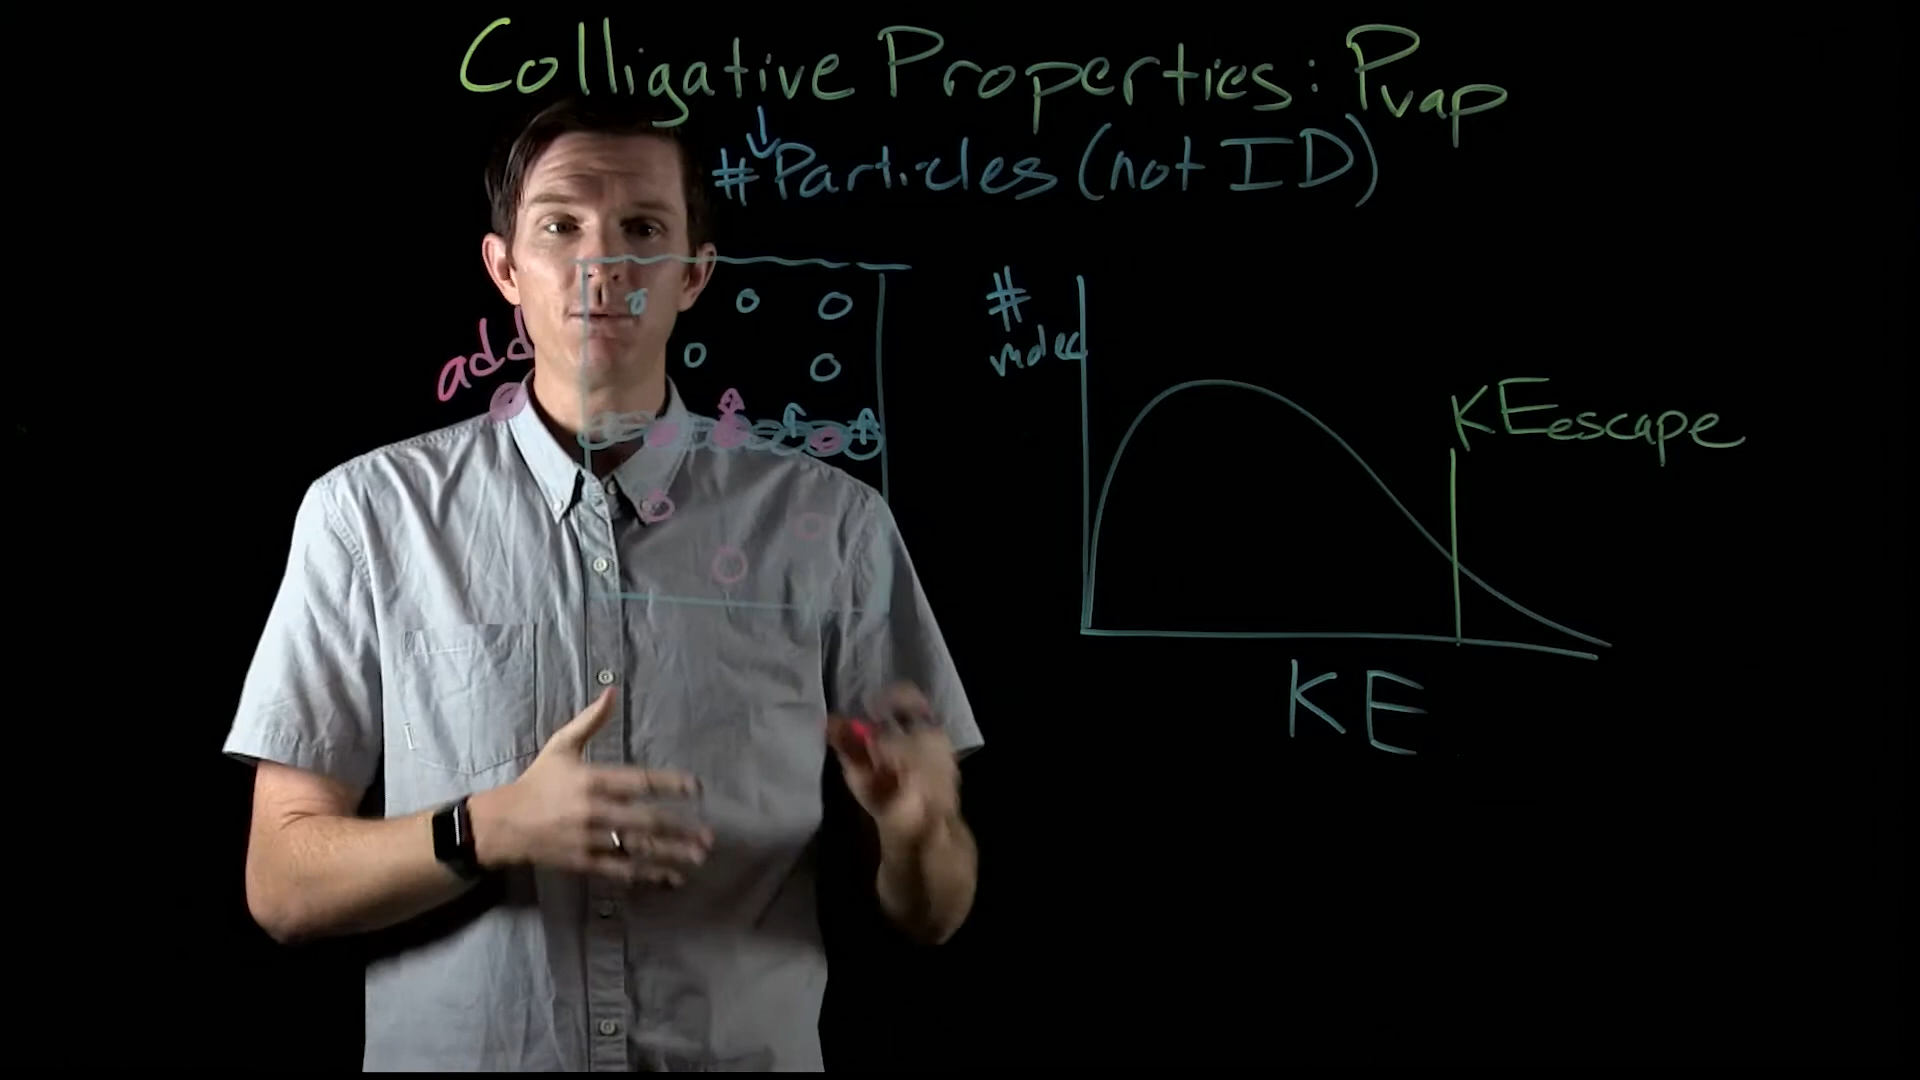 Colligative Properties: Pvap
# Particles (not ID)
add
#
molec
KEescape
KE